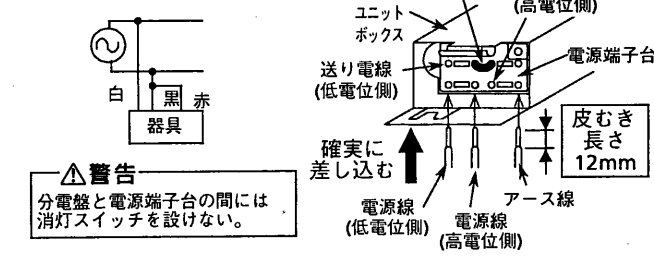 白
黒
赤
器具
警告
分電盤と電源端子台の間には
消灯スイッチを設けない。
ユニット
ボックス
(高電位側)
送り電線
(低電位側)
電源端子台
確実に
差し込む
皮むき
長さ
12mm
アース線
電源線
(低電位側)
電源線
(高電位側)